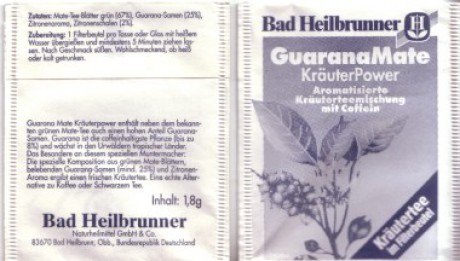 Zutaten: Mate-Tee-Blätter grün (67%), Guarana-Samen (25%),
Zitronenaroma, Zitronenschalen (2%).
Zubereitung: 1 Filterbeutel pro Tasse oder Glas mit heißem
Wasser übergießen und mindestens 5 Minuten ziehen las-
sen. Nach Geschmack süßen. Wohlschmeckend, ob heiß
oder kalt getrunken.
Guarana Mate Kräuterpower enthält neben dem bekann-
ten grünen Mate-Tee auch einen hohen Anteil Guarana-
Samen. Guarana ist die coffeinhaltigste Pflanze (bis zu
8%) und wächst in den Urwäldern tropischer Länder.
Das Besondere an diesem speziellen Muntermacher:
Die spezielle Komposition aus grünen Mate-Blättern,
belebenden Guarana-Samen (mind. 25%) und Zitronen-
Aroma ergibt einen frischen Kräutertee. Eine echte Alter-
native zu Kaffee oder Schwarzem Tee.
Inhalt: 1,8g
Bad Heilbrunner
Naturheilmittel GmbH & Co.
83670 Bad Heilbrunn, Obb., Bundesrepublik Deutschland
Bad Heilbrunner
GuaranaMate
KräuterPower
Aromatisierte
Kräuterteemischung
mit Coffein
Kräutertee
im Filterbeutel